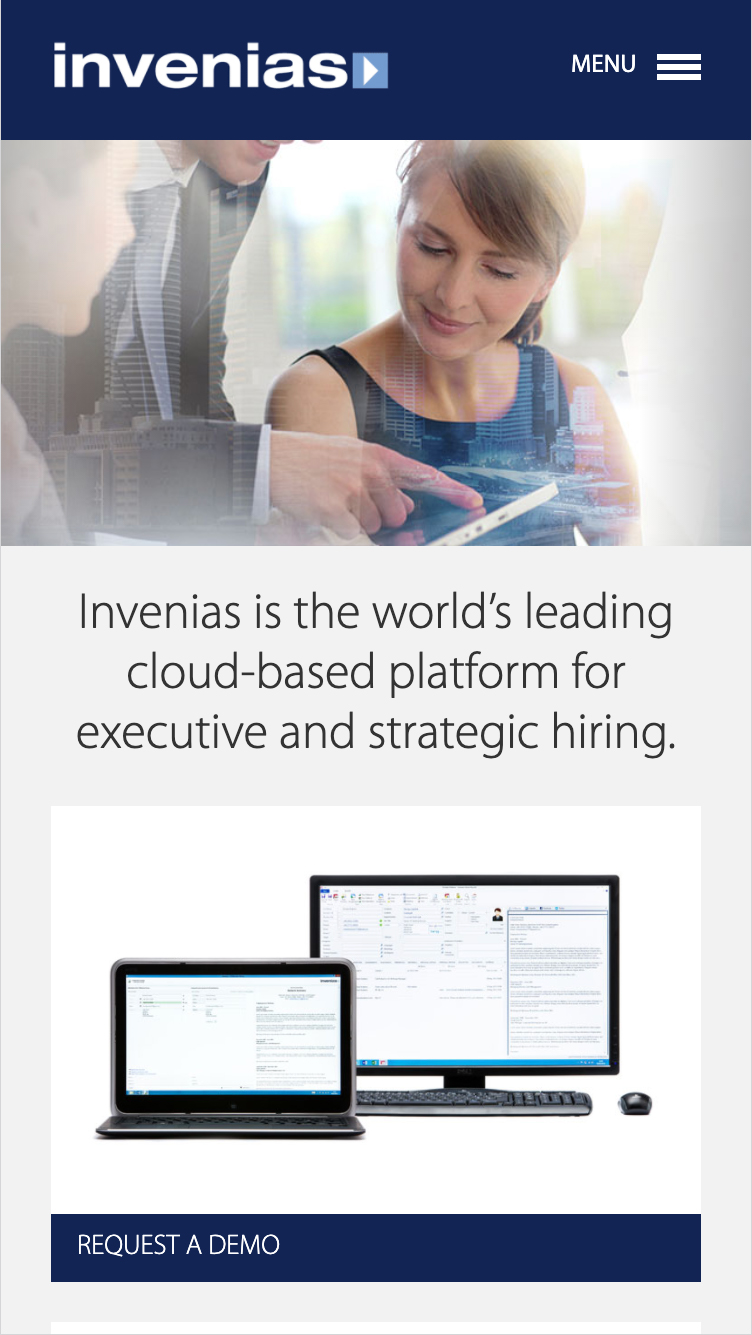 invenias
MENU
Invenias is the world's leading
cloud-based platform for
executive and strategic hiring.
REQUEST A DEMO